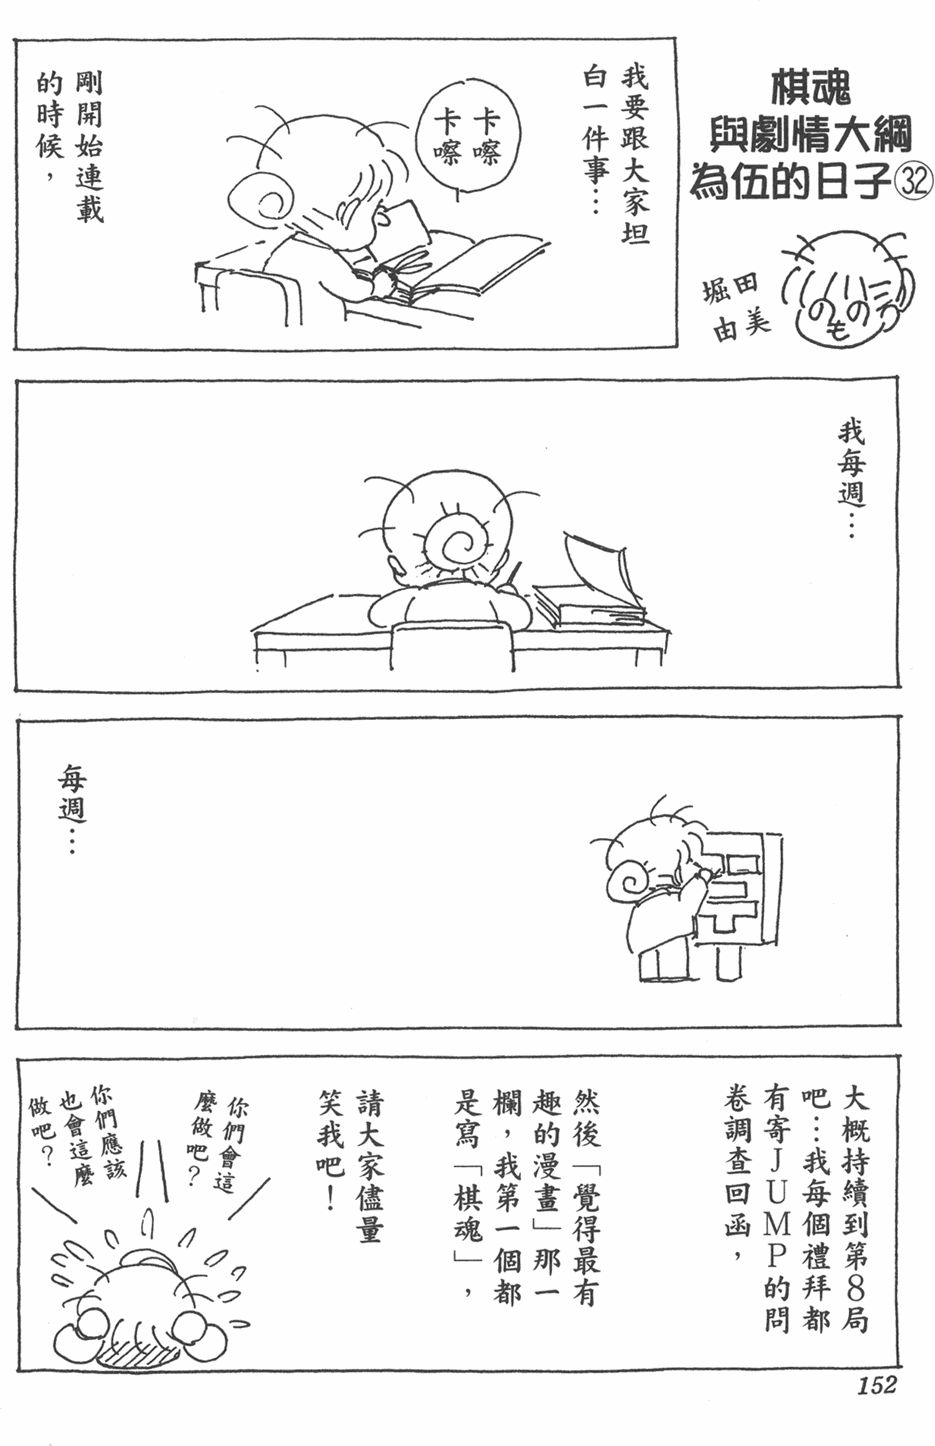 棋魂
與劇情大綱
為伍的日子㉜
堀田
由美
我要跟大家坦
白一件事…
卡嚓
卡嚓
剛開始連載
的時候，
我每週…
每週…
大概持續到第8局
吧…我每個禮拜都
有寄JUMP的問
卷調查回函，
然後「覺得最有
趣的漫畫」那一
欄，我第一個都
是寫「棋魂」，
請大家儘量
笑我吧！
你們會這
麼做吧？
你們應該
也會這麼
做吧？
152